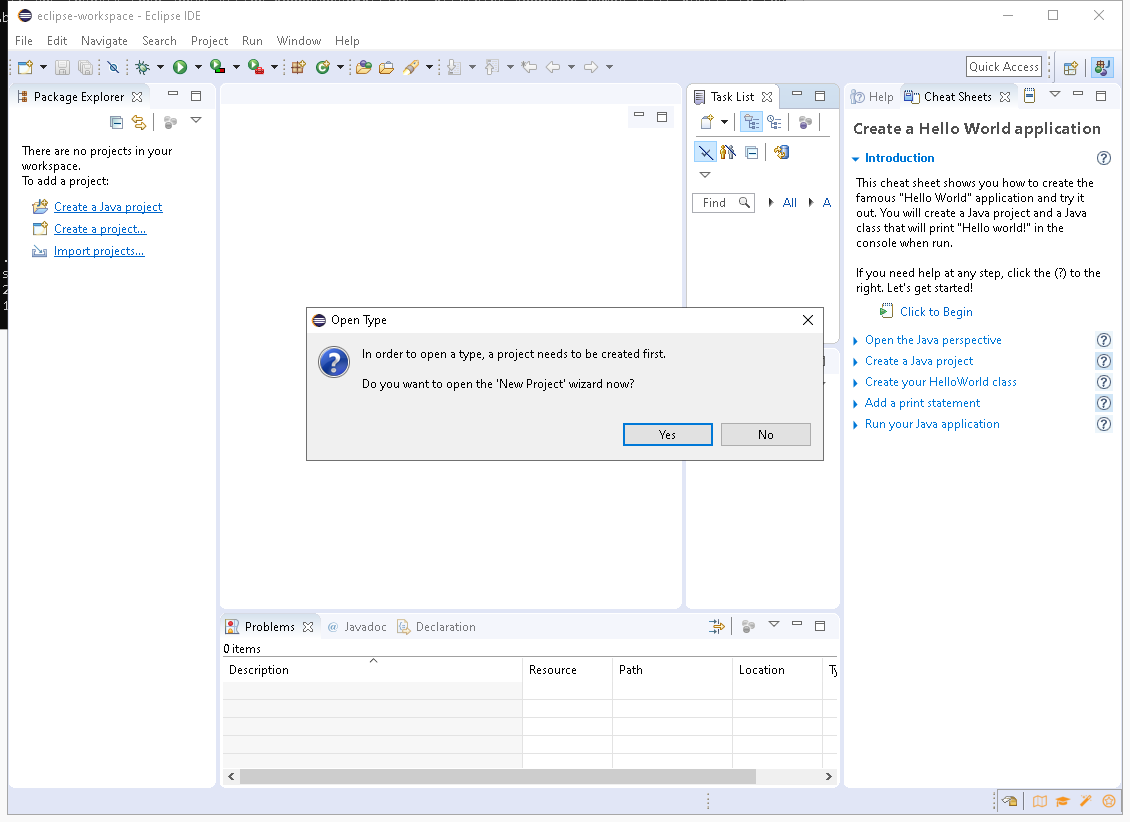 eclipse-workspace - Eclipse IDE
File Edit Navigate Search Project Run Window Help
Quick Access
Package Explorer
There are no projects in your
workspace.
To add a project:
Create a Java project
Create a project...
Import projects...
Task List
Find
All
A
Help
Cheat Sheets
Create a Hello World application
Introduction
This cheat sheet shows you how to create the
famous "Hello World" application and try it
out. You will create a Java project and a Java
class that will print "Hello world!" in the
console when run.
If you need help at any step, click the (?) to the
right. Let's get started!
Click to Begin
Open the Java perspective
Create a Java project
Create your HelloWorld class
Add a print statement
Run your Java application
Open Type
In order to open a type, a project needs to be created first.
Do you want to open the 'New Project' wizard now?
Yes
No
Problems
@ Javadoc
Declaration
0 items
Description Resource Path Location Ty